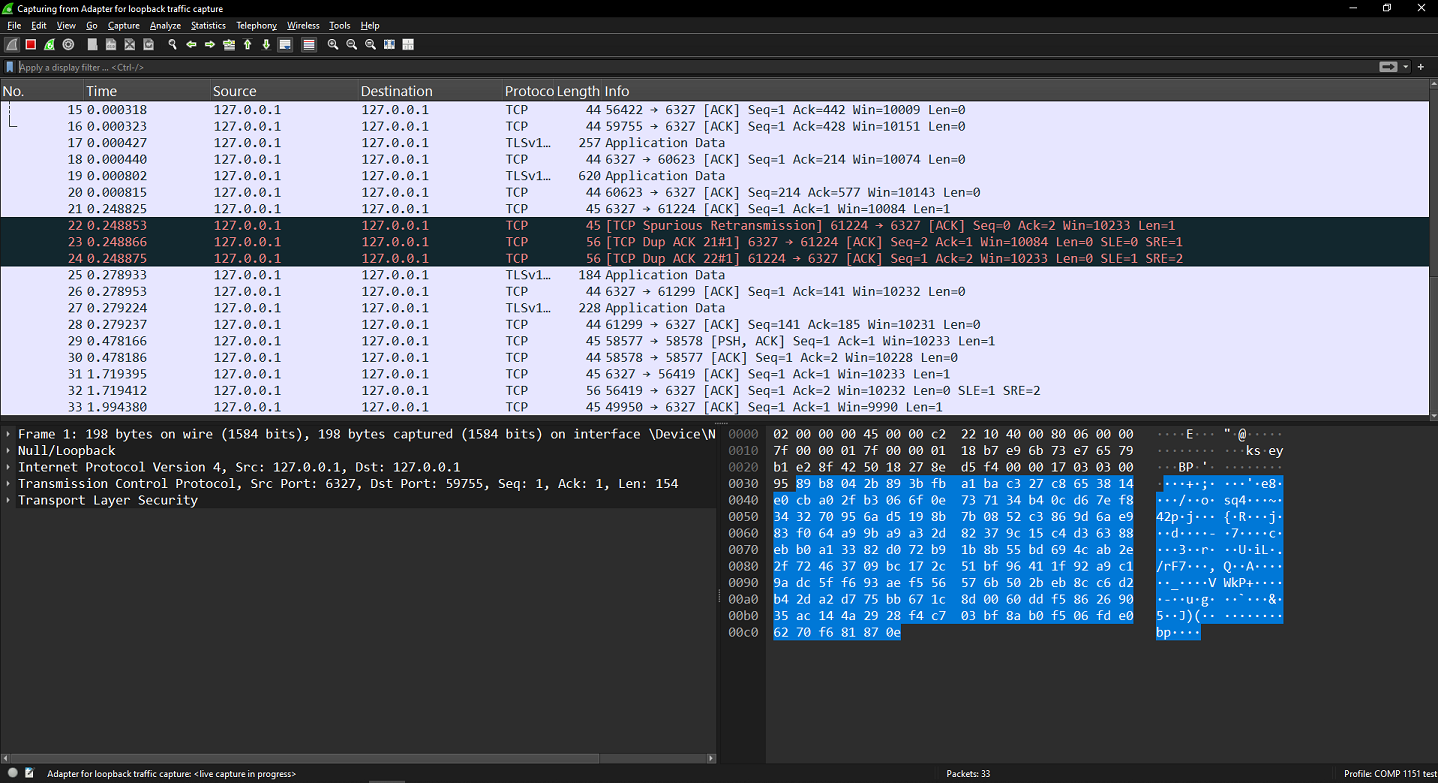 Capturing from Adapter for loopback traffic capture
File Edit View Go Capture Analyze Statistics Telephony Wireless Tools Help
Apply a display filter ... <Ctrl-/>
No. Time Source Destination Protoco Length Info
15 0.000318 127.0.0.1 127.0.0.1 TCP 44 56422 → 6327 [ACK] Seq=1 Ack=442 Win=10009 Len=0
16 0.000323 127.0.0.1 127.0.0.1 TCP 44 59755 → 6327 [ACK] Seq=1 Ack=428 Win=10151 Len=0
17 0.000427 127.0.0.1 127.0.0.1 TLSv1... 257 Application Data
18 0.000440 127.0.0.1 127.0.0.1 TCP 44 6327 → 60623 [ACK] Seq=1 Ack=214 Win=10074 Len=0
19 0.000802 127.0.0.1 127.0.0.1 TLSv1... 620 Application Data
20 0.000815 127.0.0.1 127.0.0.1 TCP 44 60623 → 6327 [ACK] Seq=214 Ack=577 Win=10143 Len=0
21 0.248825 127.0.0.1 127.0.0.1 TCP 45 6327 → 61224 [ACK] Seq=1 Ack=1 Win=10084 Len=1
22 0.248853 127.0.0.1 127.0.0.1 TCP 45 [TCP Spurious Retransmission] 61224 → 6327 [ACK] Seq=0 Ack=2 Win=10233 Len=1
23 0.248866 127.0.0.1 127.0.0.1 TCP 56 [TCP Dup ACK 21#1] 6327 → 61224 [ACK] Seq=2 Ack=1 Win=10084 Len=0 SLE=0 SRE=1
24 0.248875 127.0.0.1 127.0.0.1 TCP 56 [TCP Dup ACK 22#1] 61224 → 6327 [ACK] Seq=1 Ack=2 Win=10233 Len=0 SLE=1 SRE=2
25 0.278933 127.0.0.1 127.0.0.1 TLSv1... 184 Application Data
26 0.278953 127.0.0.1 127.0.0.1 TCP 44 6327 → 61299 [ACK] Seq=1 Ack=141 Win=10232 Len=0
27 0.279224 127.0.0.1 127.0.0.1 TLSv1... 228 Application Data
28 0.279237 127.0.0.1 127.0.0.1 TCP 44 61299 → 6327 [ACK] Seq=141 Ack=185 Win=10231 Len=0
29 0.478166 127.0.0.1 127.0.0.1 TCP 45 58577 → 58578 [PSH, ACK] Seq=1 Ack=1 Win=10233 Len=1
30 0.478186 127.0.0.1 127.0.0.1 TCP 44 58578 → 58577 [ACK] Seq=1 Ack=2 Win=10228 Len=0
31 1.719395 127.0.0.1 127.0.0.1 TCP 45 6327 → 56419 [ACK] Seq=1 Ack=1 Win=10233 Len=1
32 1.719412 127.0.0.1 127.0.0.1 TCP 56 56419 → 6327 [ACK] Seq=1 Ack=2 Win=10232 Len=0 SLE=1 SRE=2
33 1.994380 127.0.0.1 127.0.0.1 TCP 45 49950 → 6327 [ACK] Seq=1 Ack=1 Win=9990 Len=1
Frame 1: 198 bytes on wire (1584 bits), 198 bytes captured (1584 bits) on interface \Device\N
Null/Loopback
Internet Protocol Version 4, Src: 127.0.0.1, Dst: 127.0.0.1
Transmission Control Protocol, Src Port: 6327, Dst Port: 59755, Seq: 1, Ack: 1, Len: 154
Transport Layer Security
0000 02 00 00 00 45 00 00 c2 22 10 40 00 80 06 00 00 ····E··· "·@·····
0010 7f 00 00 01 7f 00 00 01 18 b7 e9 6b 73 e7 65 79 ········ ···ks·ey
0020 b1 e2 8f 42 50 18 27 8e d5 f4 00 00 17 03 03 00 ···BP·'· ········
0030 95 89 b8 04 2b 89 3b fb a1 ba c3 27 c8 65 38 14 ····+·;· ···'·e8·
0040 e0 cb a0 2f b3 06 6f 0e 73 71 34 b4 0c d6 7e f8 ···/··o· sq4···~·
0050 34 32 70 95 6a d5 19 8b 7b 08 52 c3 86 9d 6a e9 42p·j··· {·R···j·
0060 83 f0 64 a9 9b a9 a3 2d 82 37 9c 15 c4 d3 63 88 ··d····- ·7····c·
0070 eb b0 a1 33 82 d0 72 b9 1b 8b 55 bd 69 4c ab 2e ···3··r· ··U·iL·.
0080 2f 72 46 37 09 bc 17 2c 51 bf 96 41 1f 92 a9 c1 /rF7···, Q··A····
0090 9a dc 5f f6 93 ae f5 56 57 6b 50 2b eb 8c c6 d2 ··_····V WkP+····
00a0 b4 2d a2 d7 75 bb 67 1c 8d 00 60 dd f5 86 26 90 ·-··u·g· ··`···&·
00b0 35 ac 14 4a 29 28 f4 c7 03 bf 8a b0 f5 06 fd e0 5··J)(·· ········
00c0 62 70 f6 81 87 0e bp····
Adapter for loopback traffic capture: <live capture in progress> Packets: 33 Profile: COMP 1151 test